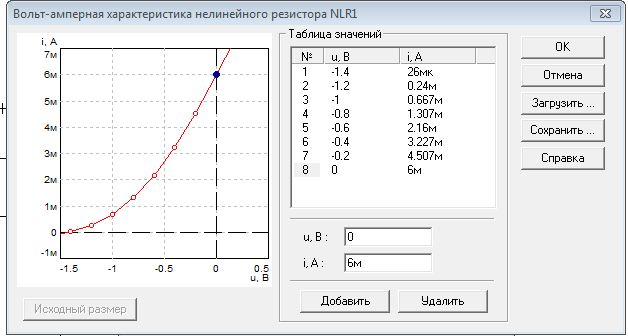 Вольт-амперная характеристика нелинейного резистора NLR1
i, А
7м
6м
5м
4м
3м
2м
1м
0
-1м
-1.5 -1 -0.5 0 0.5
u, В
Исходный размер
Таблица значений
№ u, В i, А
1 -1.4 26мк
2 -1.2 0.24м
3 -1 0.667м
4 -0.8 1.307м
5 -0.6 2.16м
6 -0.4 3.227м
7 -0.2 4.507м
8 0 6м
u, В : 0
i, А : 6м
Добавить Удалить
ОК
Отмена
Загрузить ...
Сохранить ...
Справка